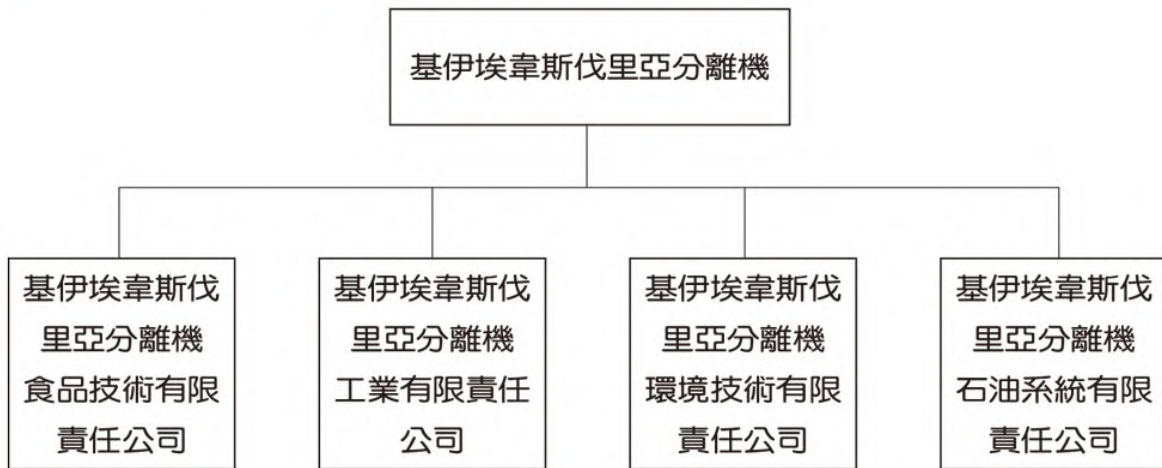 基伊埃韋斯伐里亞分離機
基伊埃韋斯伐
里亞分離機
食品技術有限
責任公司
基伊埃韋斯伐
里亞分離機
工業有限責任
公司
基伊埃韋斯伐
里亞分離機
環境技術有限
責任公司
基伊埃韋斯伐
里亞分離機
石油系統有限
責任公司